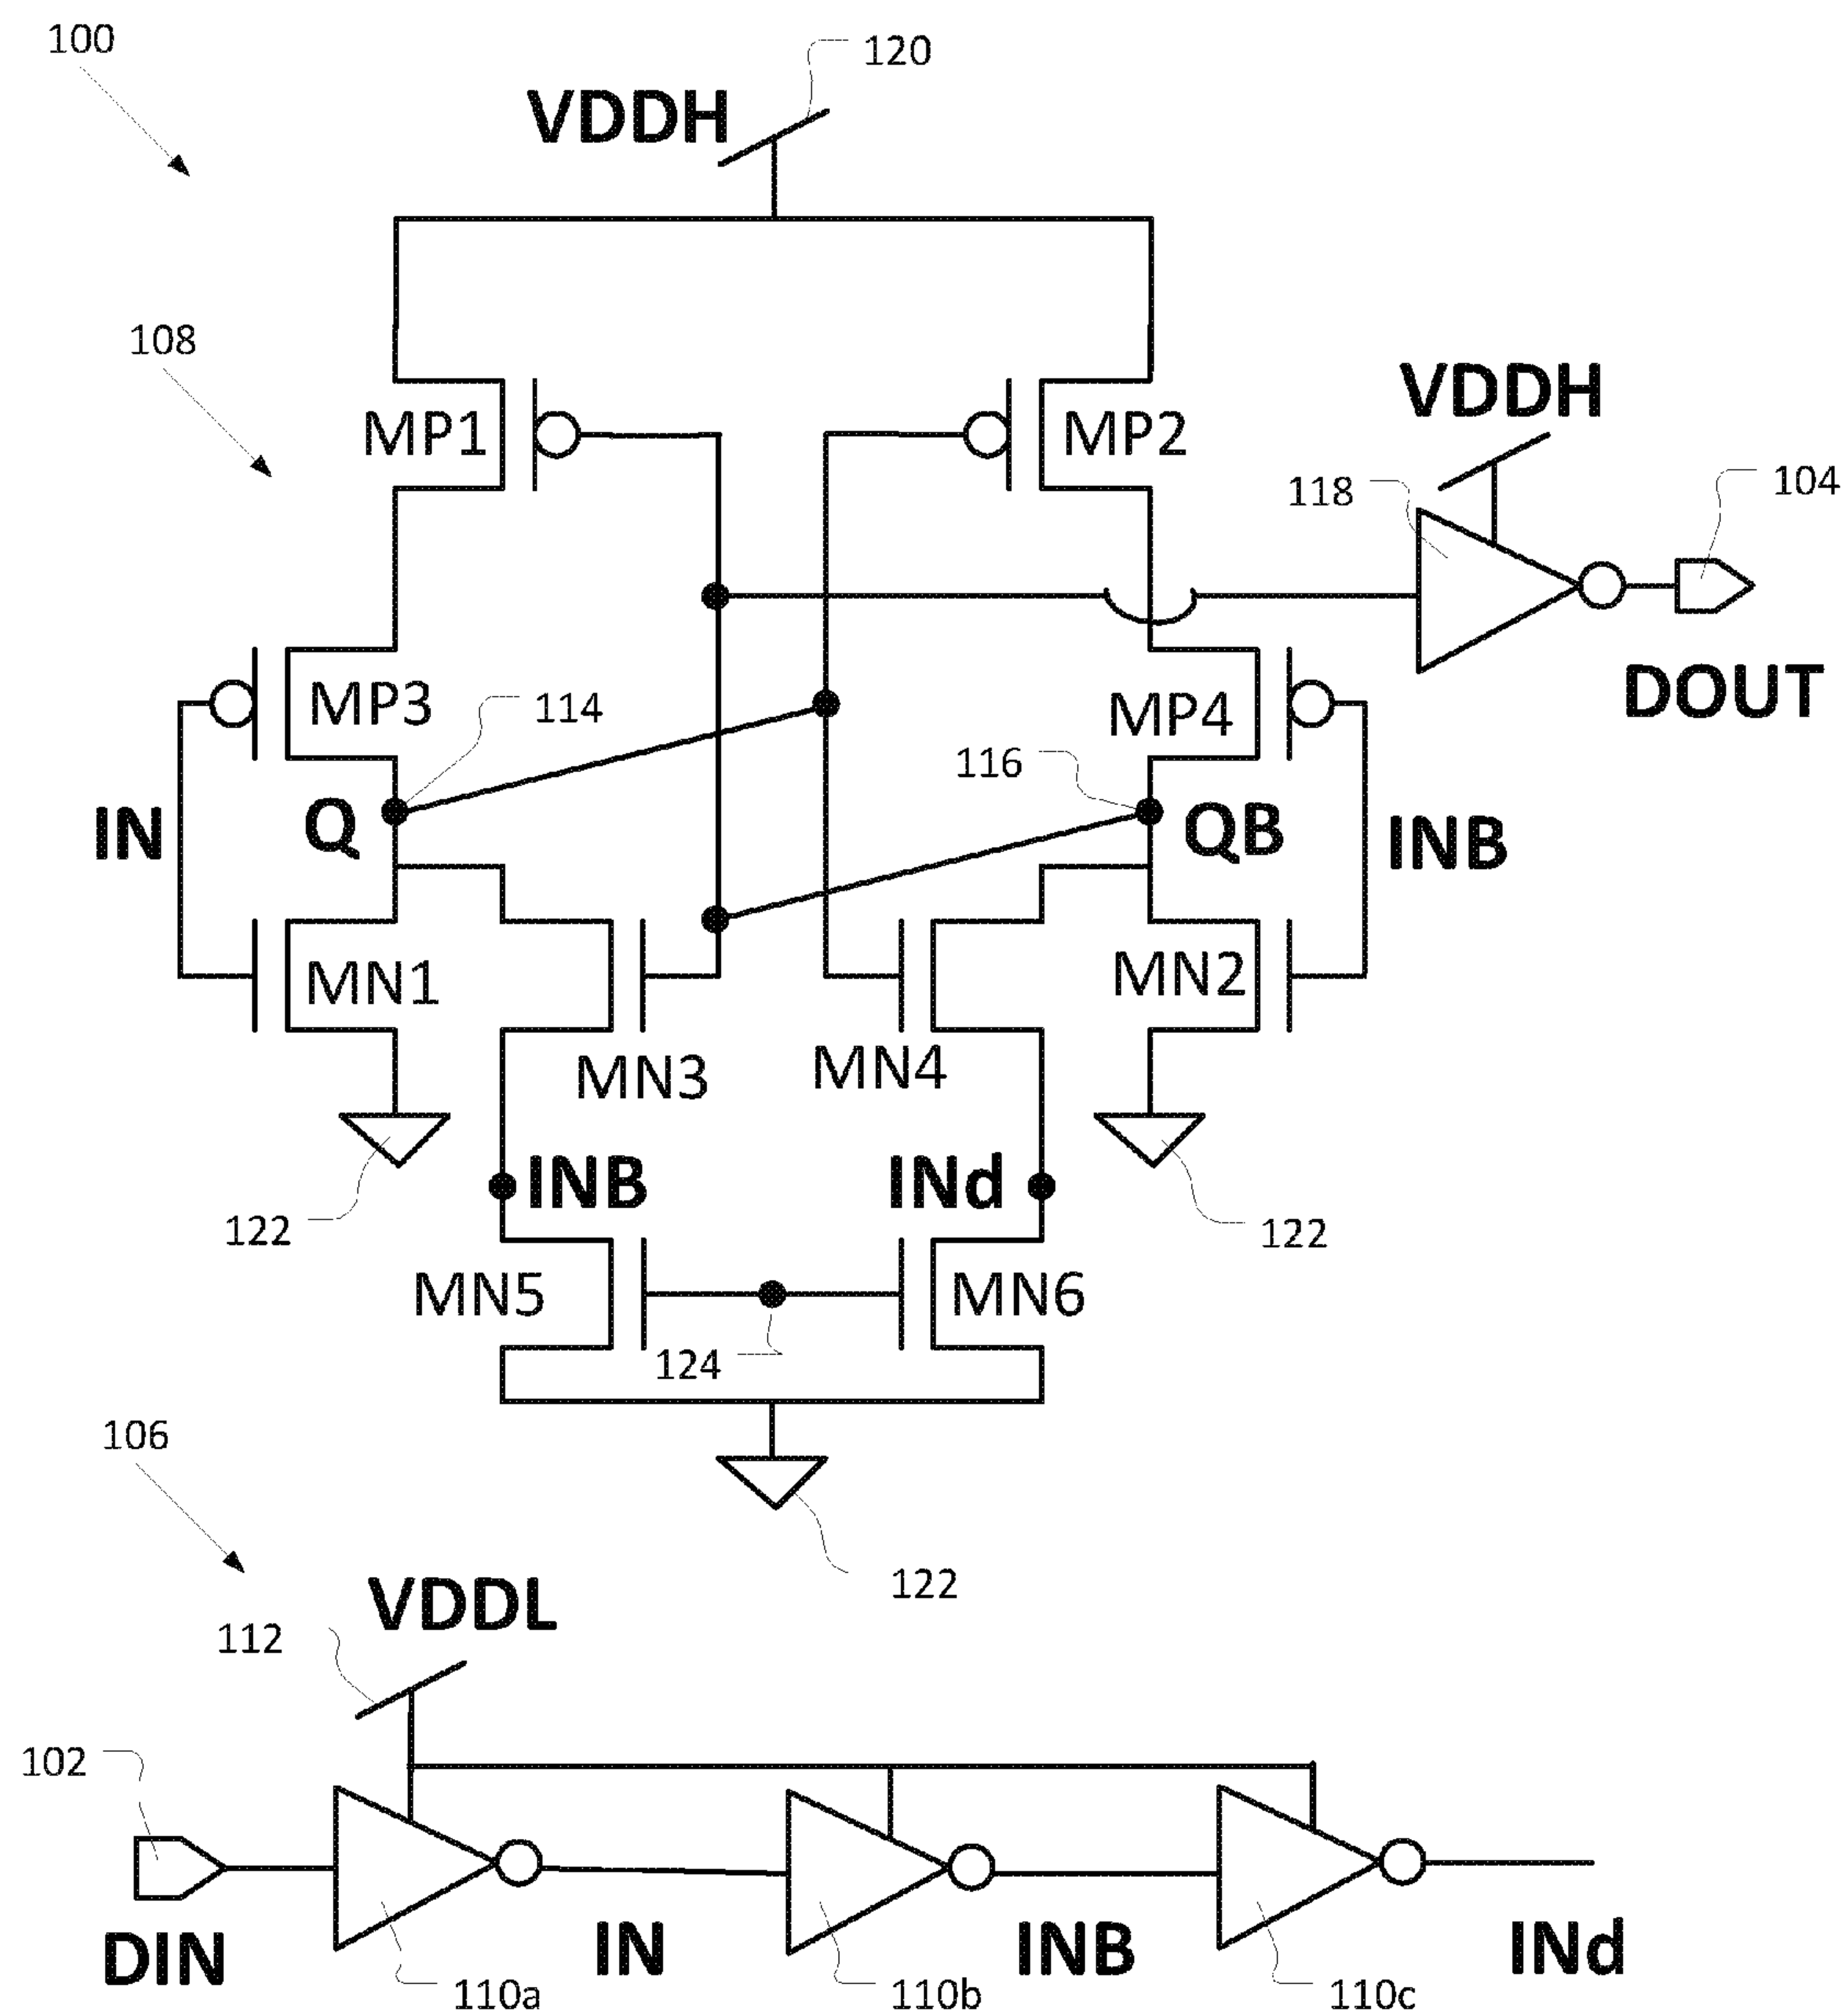 100
120
VDDH
108
VDDH
MP1
MP2
118
104
MP3
114
MP4
DOUT
116
IN
Q
QB
INB
MN1
MN2
MN3
MN4
INB
INd
122
122
MN5
MN6
124
106
122
VDDL
112
102
DIN
IN
INB
INd
110a
110b
110c